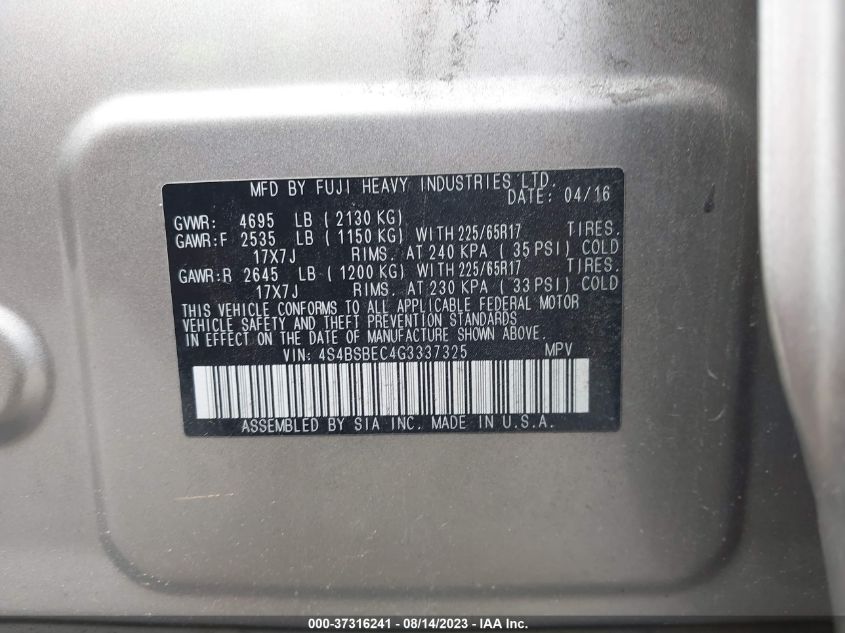 MFD BY FUJI HEAVY INDUSTRIES LTD.
DATE: 04/16
GVWR: 4695 LB (2130 KG)
GAWR:F 2535 LB (1150 KG) WITH 225/65R17 TIRES.
17X7J RIMS. AT 240 KPA (35 PSI) COLD
GAWR:R 2645 LB (1200 KG) WITH 225/65R17 TIRES.
17X7J RIMS. AT 230 KPA (33 PSI) COLD
THIS VEHICLE CONFORMS TO ALL APPLICABLE FEDERAL MOTOR
VEHICLE SAFETY AND THEFT PREVENTION STANDARDS
IN EFFECT ON THE DATE OF MANUFACTURE SHOWN ABOVE.
VIN: 4S4BSBEC4G3337325 MPV
ASSEMBLED BY SIA INC. MADE IN U.S.A.
000-37316241 - 08/14/2023 - IAA Inc.